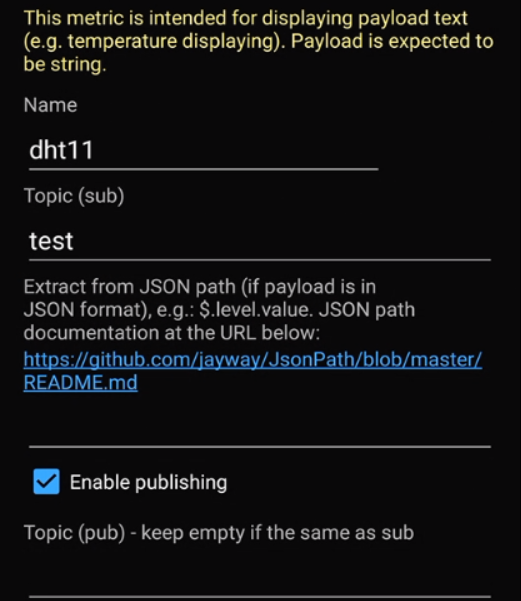 This metric is intended for displaying payload text
(e.g. temperature displaying). Payload is expected to
be string.
Name
dht11
Topic (sub)
test
Extract from JSON path (if payload is in
JSON format), e.g.: $.level.value. JSON path
documentation at the URL below:
https://github.com/jayway/JsonPath/blob/master/
README.md
Enable publishing
Topic (pub) - keep empty if the same as sub